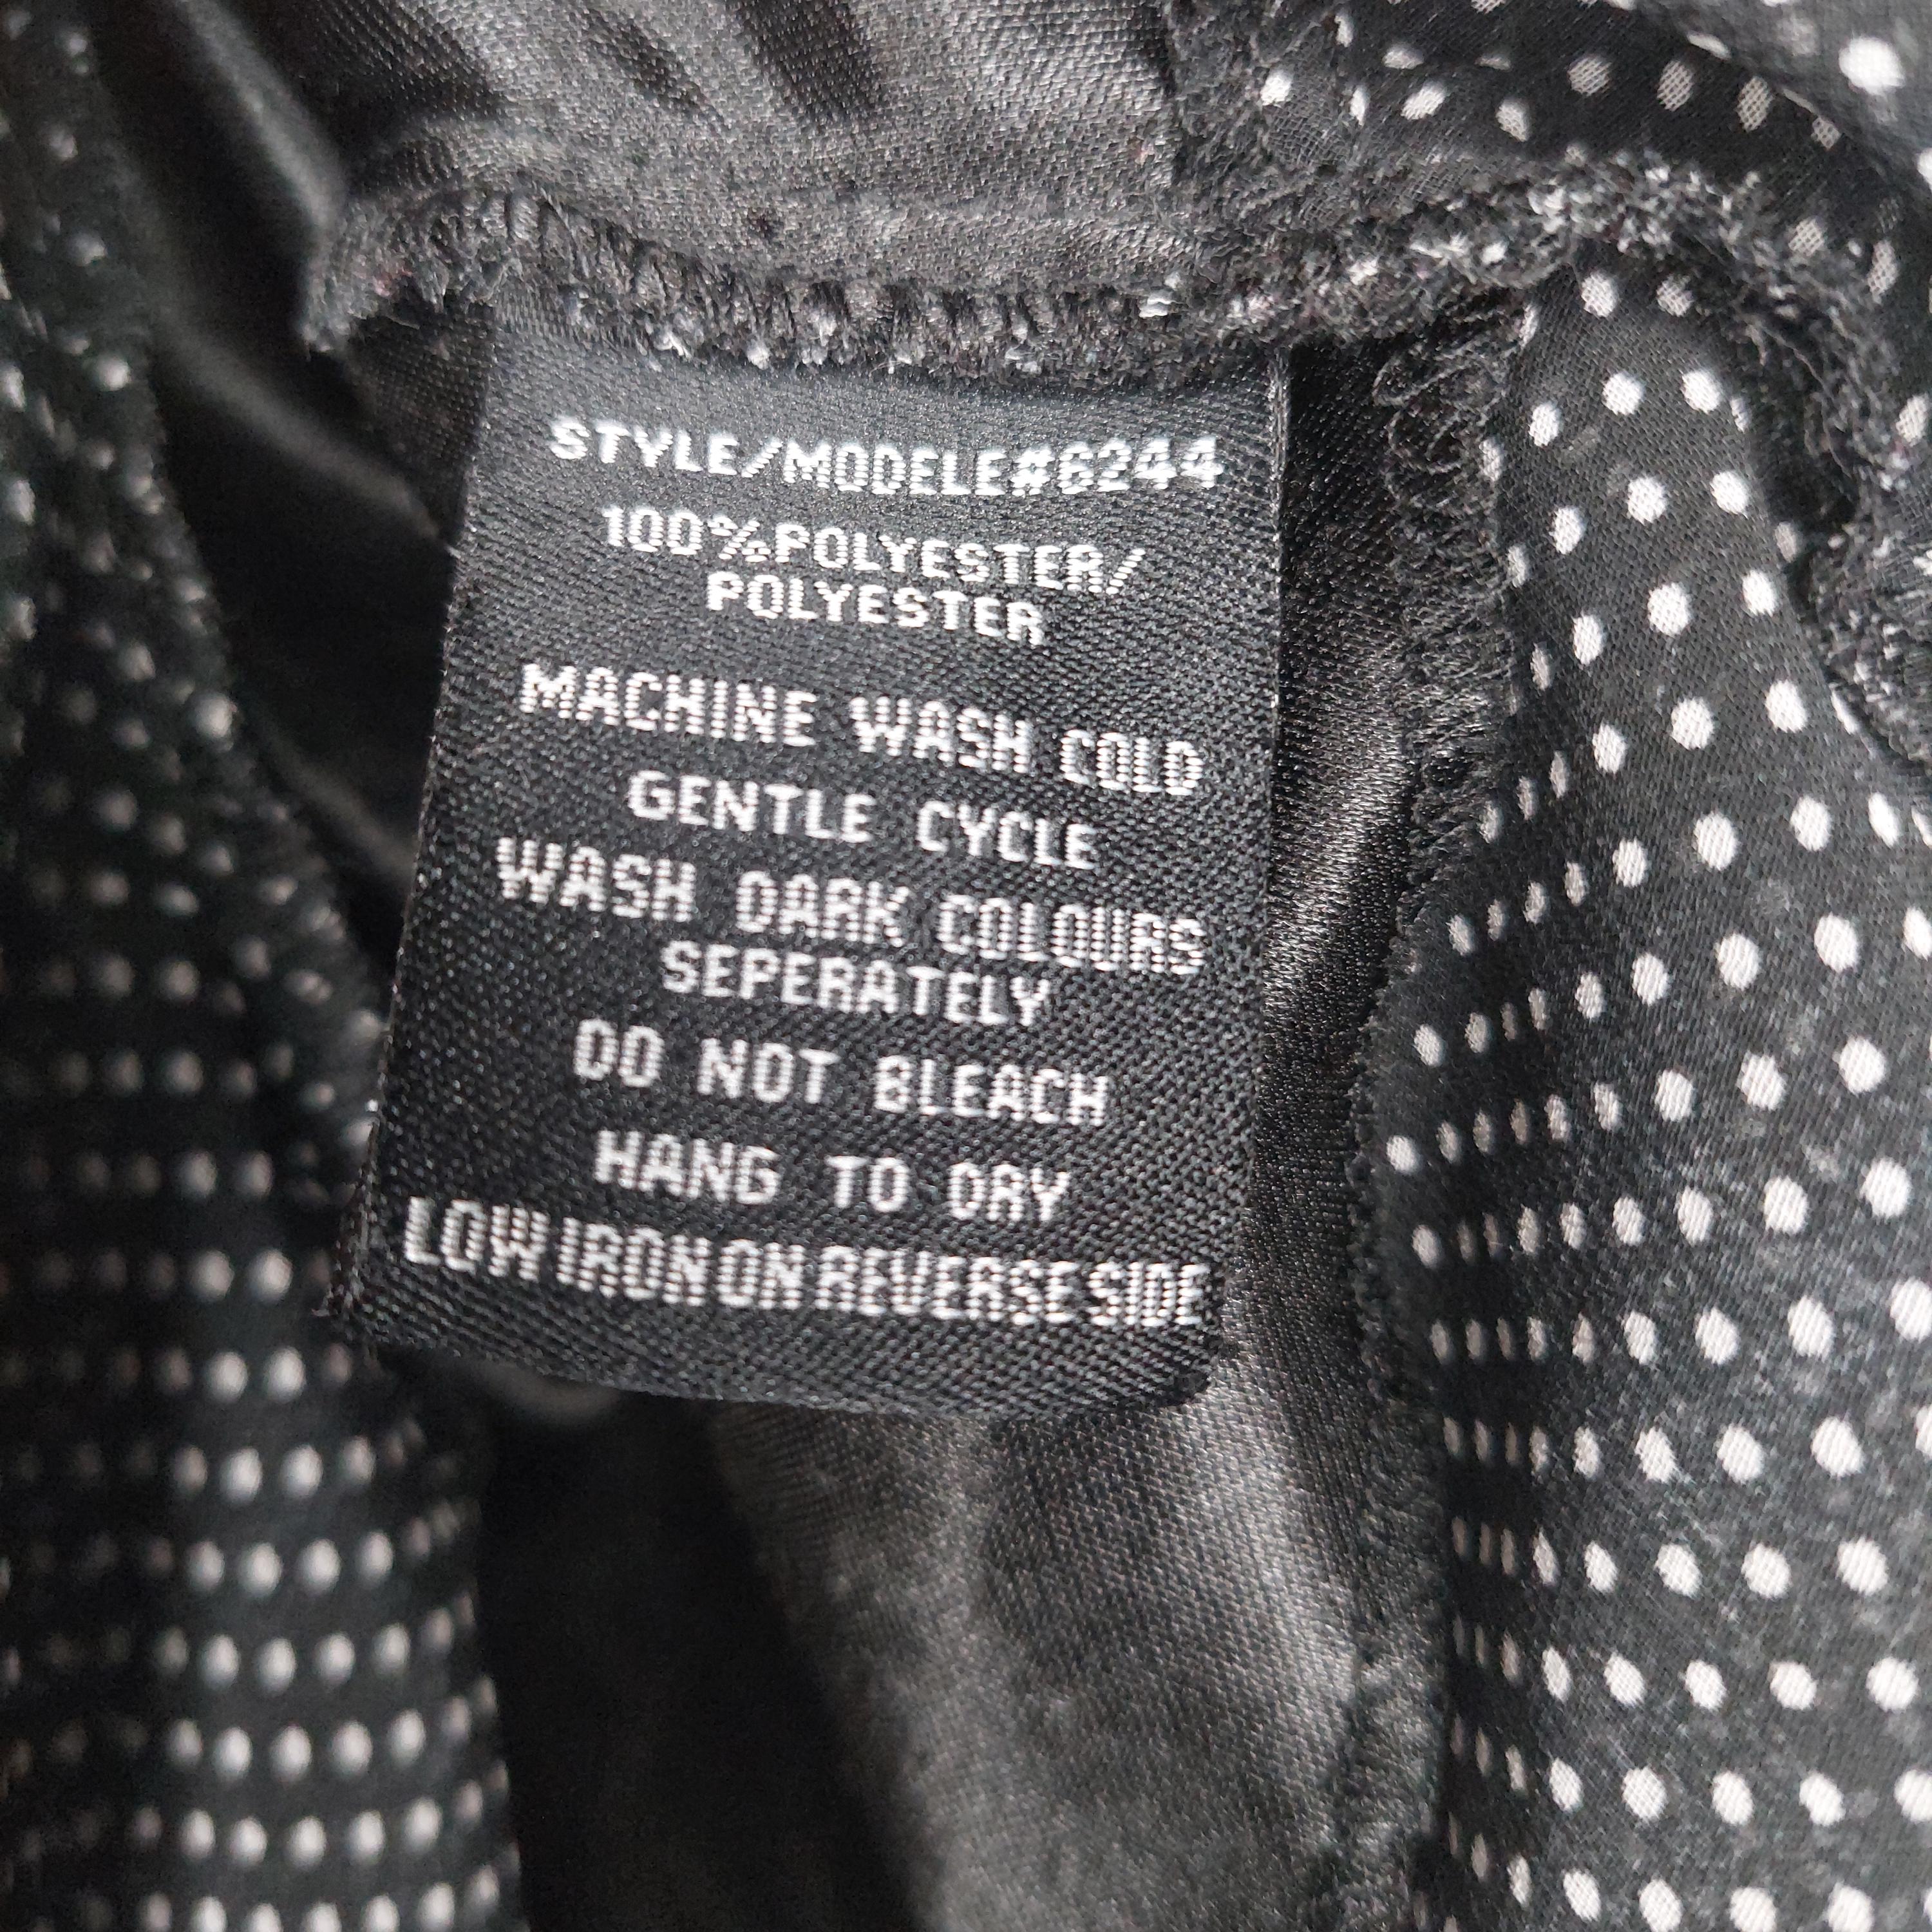 STYLE/MODELE#6244
100%POLYESTER/
POLYESTER
MACHINE WASH COLD
GENTLE CYCLE
WASH DARK COLOURS
SEPERATELY
DO NOT BLEACH
HANG TO DRY
LOW IRON ON REVERSE SIDE